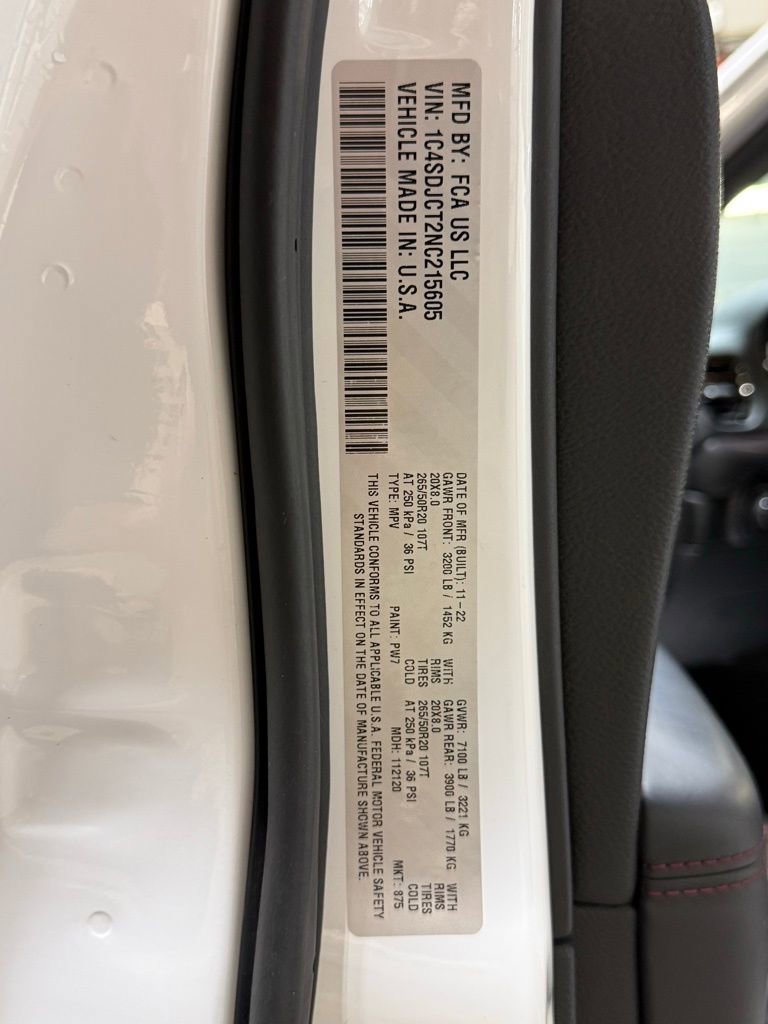 MFD BY: FCA US LLC
VIN: 1C4SDJCT2NC215605
VEHICLE MADE IN: U.S.A.
DATE OF MFR (BUILT): 11-22 GVWR: 7100 LB / 3221 KG
GAWR FRONT: 3200 LB / 1452 KG WITH GAWR REAR: 3900 LB / 1770 KG WITH
20X8.0 RIMS 20X8.0 RIMS
265/50R20 107T TIRES 265/50R20 107T TIRES
AT 250 kPa / 36 PSI COLD AT 250 kPa / 36 PSI COLD
TYPE: MPV PAINT: PW7 MDH: 112120 MKT: 875
THIS VEHICLE CONFORMS TO ALL APPLICABLE U.S.A. FEDERAL MOTOR VEHICLE SAFETY
STANDARDS IN EFFECT ON THE DATE OF MANUFACTURE SHOWN ABOVE.